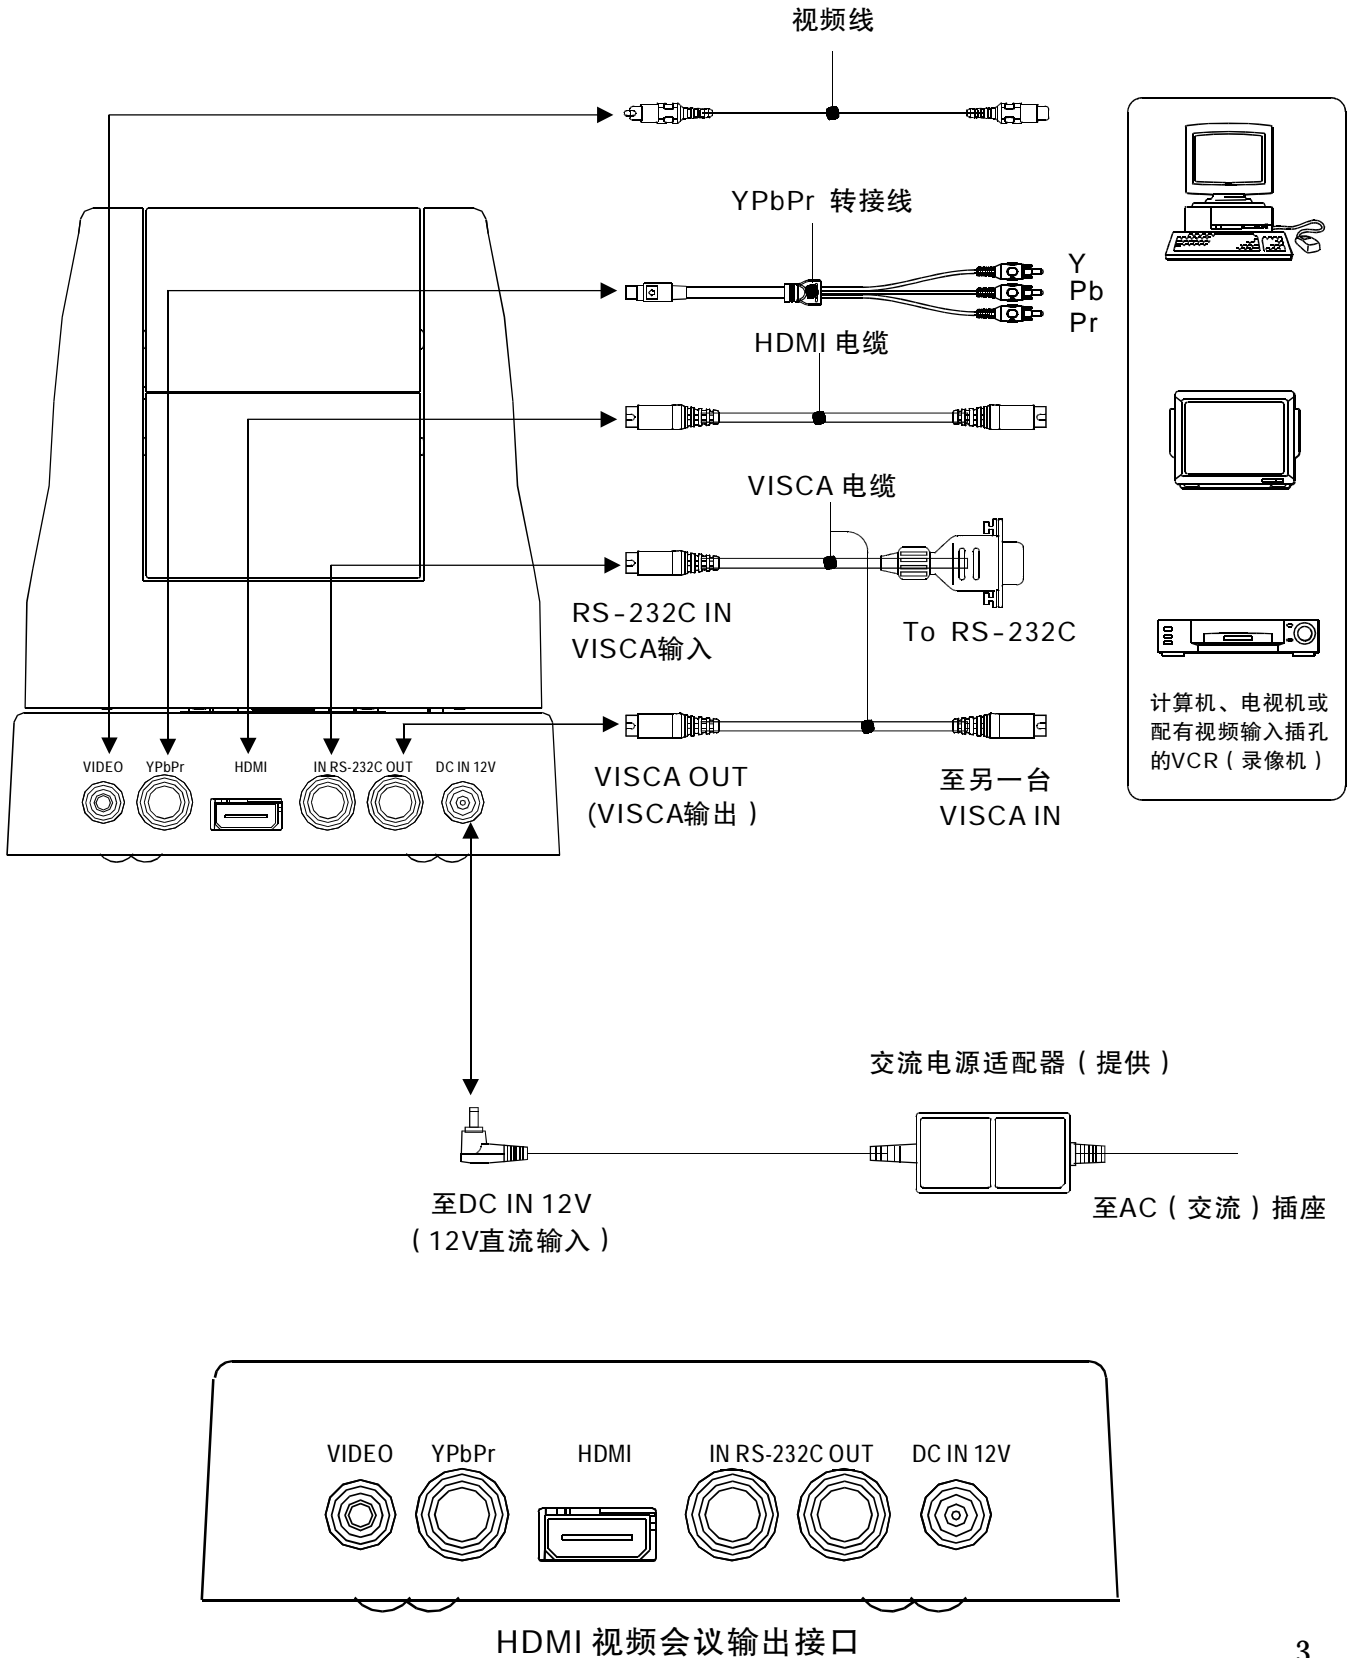 视频线
YPbPr 转接线
Y
Pb
Pr
HDMI 电缆
VISCA 电缆
RS-232C IN
VISCA输入
To RS-232C
计算机、电视机或
配有视频输入插孔
的VCR（录像机）
VIDEO YPbPr HDMI IN RS-232C OUT DC IN 12V
VISCA OUT
(VISCA输出）
至另一台
VISCA IN
交流电源适配器（提供）
至DC IN 12V
（12V直流输入）
至AC（交流）插座
VIDEO YPbPr HDMI IN RS-232C OUT DC IN 12V
HDMI 视频会议输出接口
3